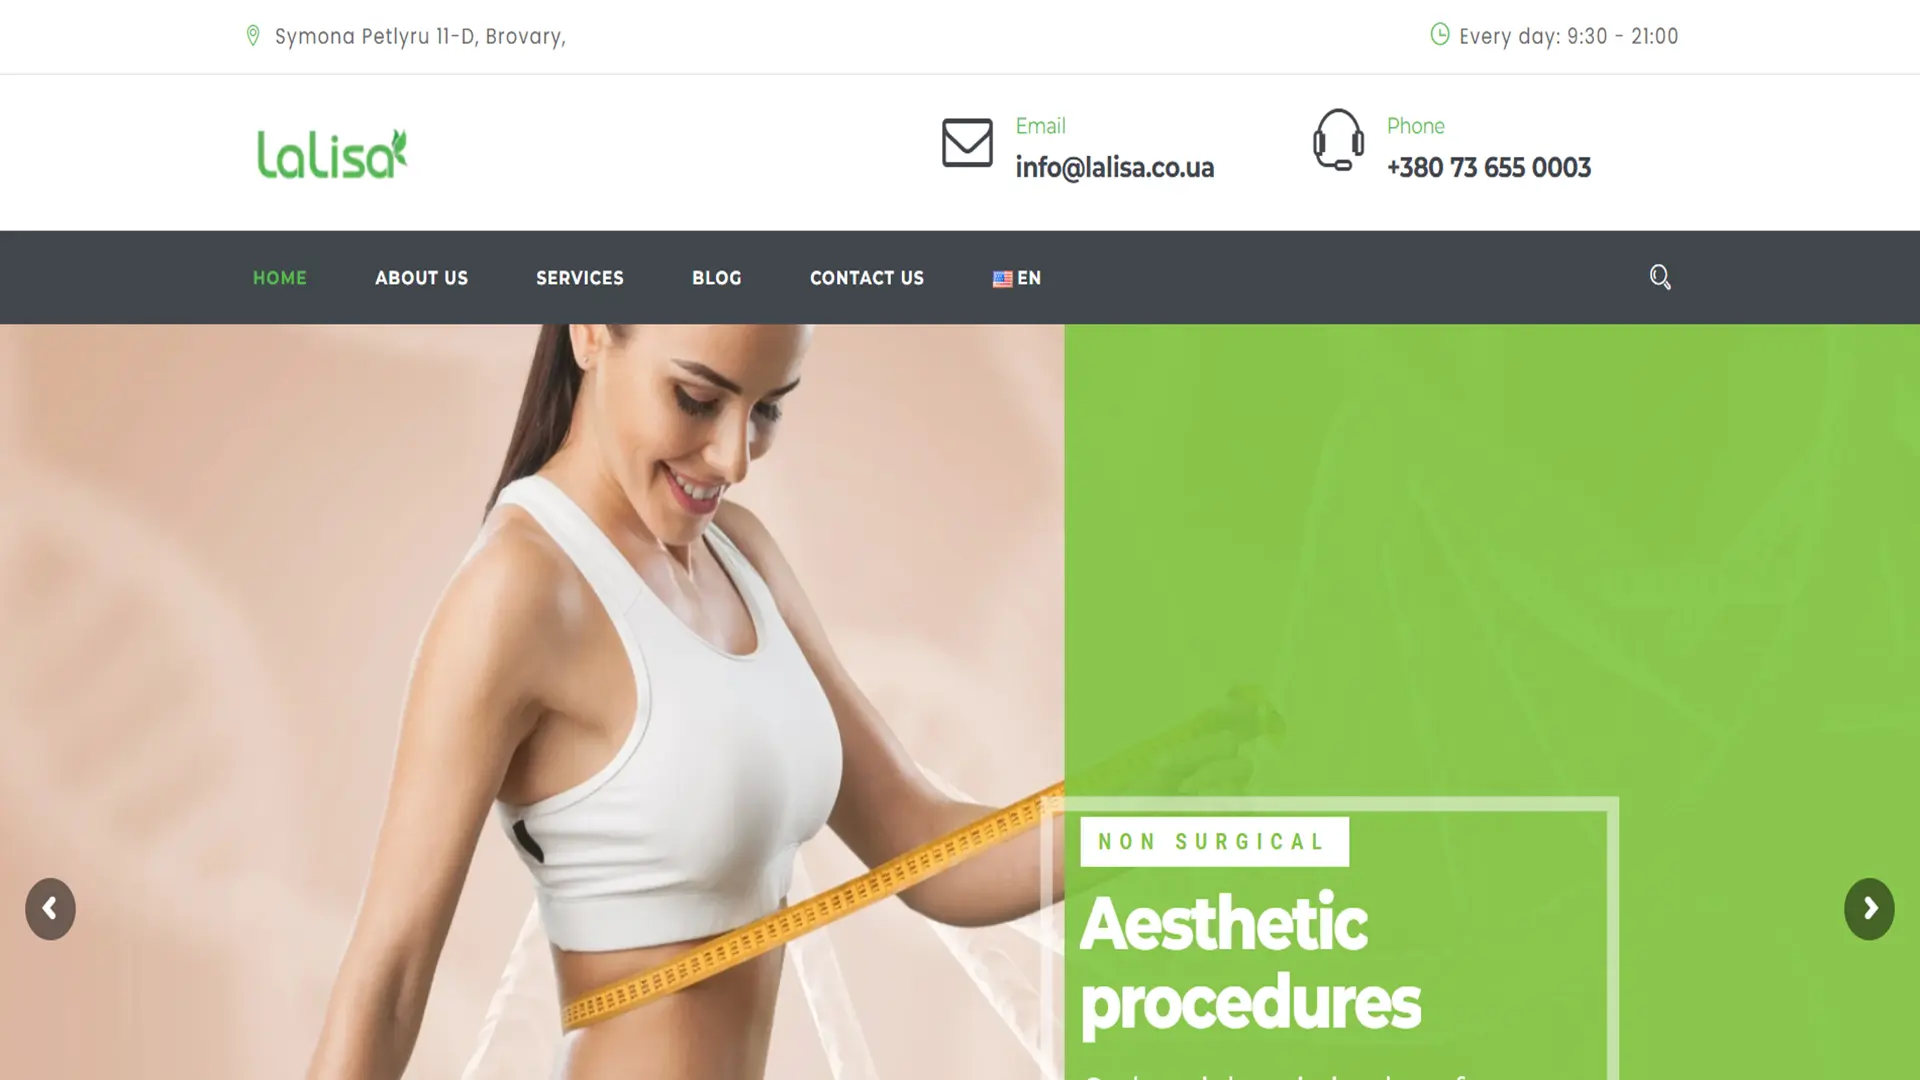 Symona Petlyru 11-D, Brovary,
Every day: 9:30 - 21:00
lalisa
Email
info@lalisa.co.ua
Phone
+380 73 655 0003
HOME
ABOUT US
SERVICES
BLOG
CONTACT US
EN
NON SURGICAL
Aesthetic
procedures